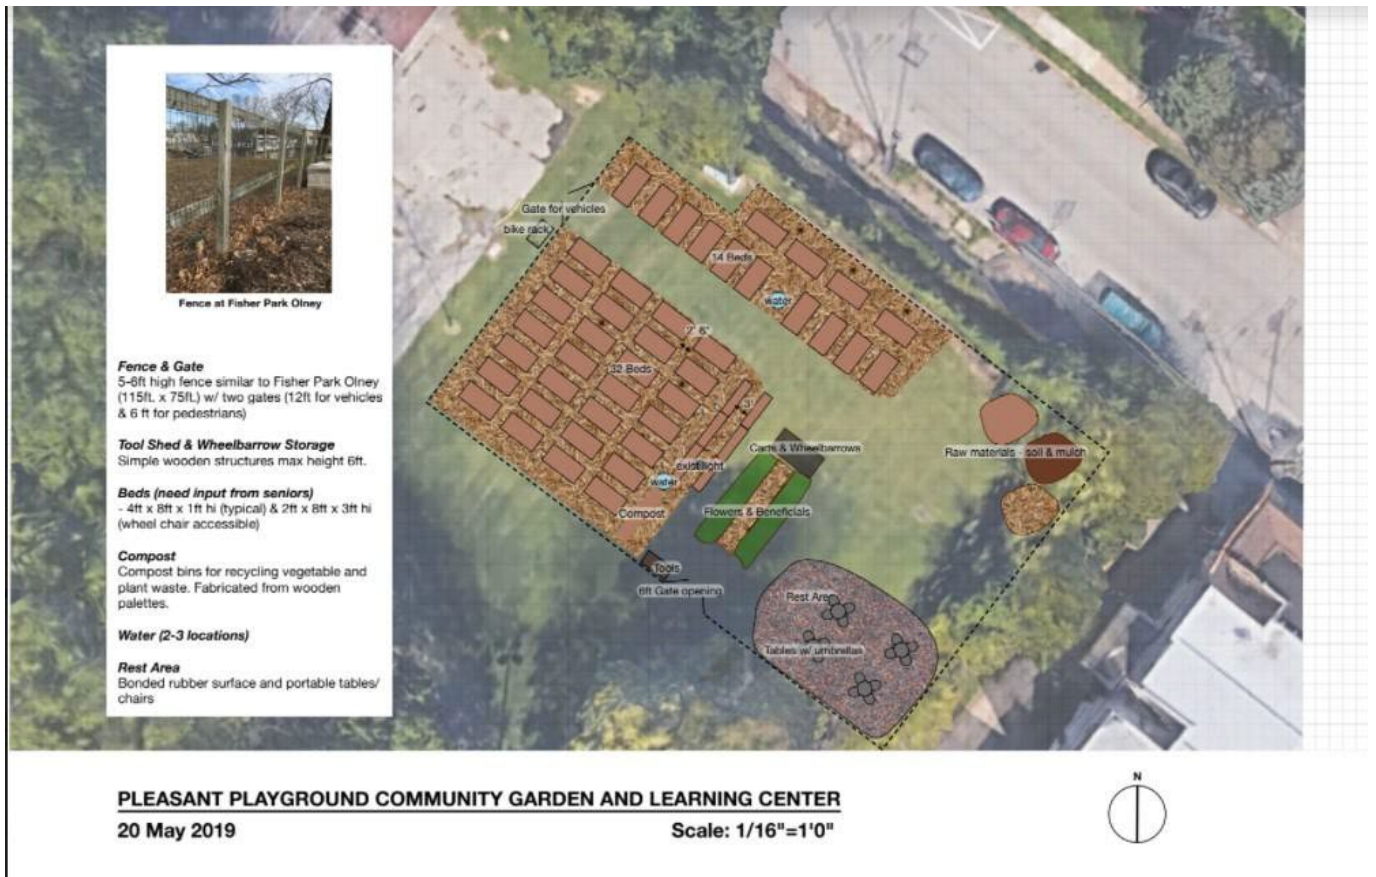 Fence at Fisher Park Olney
Fence & Gate
5-6ft high fence similar to Fisher Park Olney
(115ft. x 75ft.) w/ two gates (12ft for vehicles
& 6 ft for pedestrians)
Tool Shed & Wheelbarrow Storage
Simple wooden structures max height 6ft.
Beds (need input from seniors)
- 4ft x 8ft x 1ft hi (typical) & 2ft x 8ft x 3ft hi
(wheel chair accessible)
Compost
Compost bins for recycling vegetable and
plant waste. Fabricated from wooden
palettes.
Water (2-3 locations)
Rest Area
Bonded rubber surface and portable tables/
chairs
Gate for vehicles
bike rack
14 Beds
water
2' 6"
32 Beds
3'
Carts & Wheelbarrows
Raw materials - soil & mulch
exist light
water
Compost
Flowers & Beneficials
Tools
6ft Gate opening
Rest Area
Tables w/ umbrellas
PLEASANT PLAYGROUND COMMUNITY GARDEN AND LEARNING CENTER
20 May 2019
Scale: 1/16"=1'0"
N